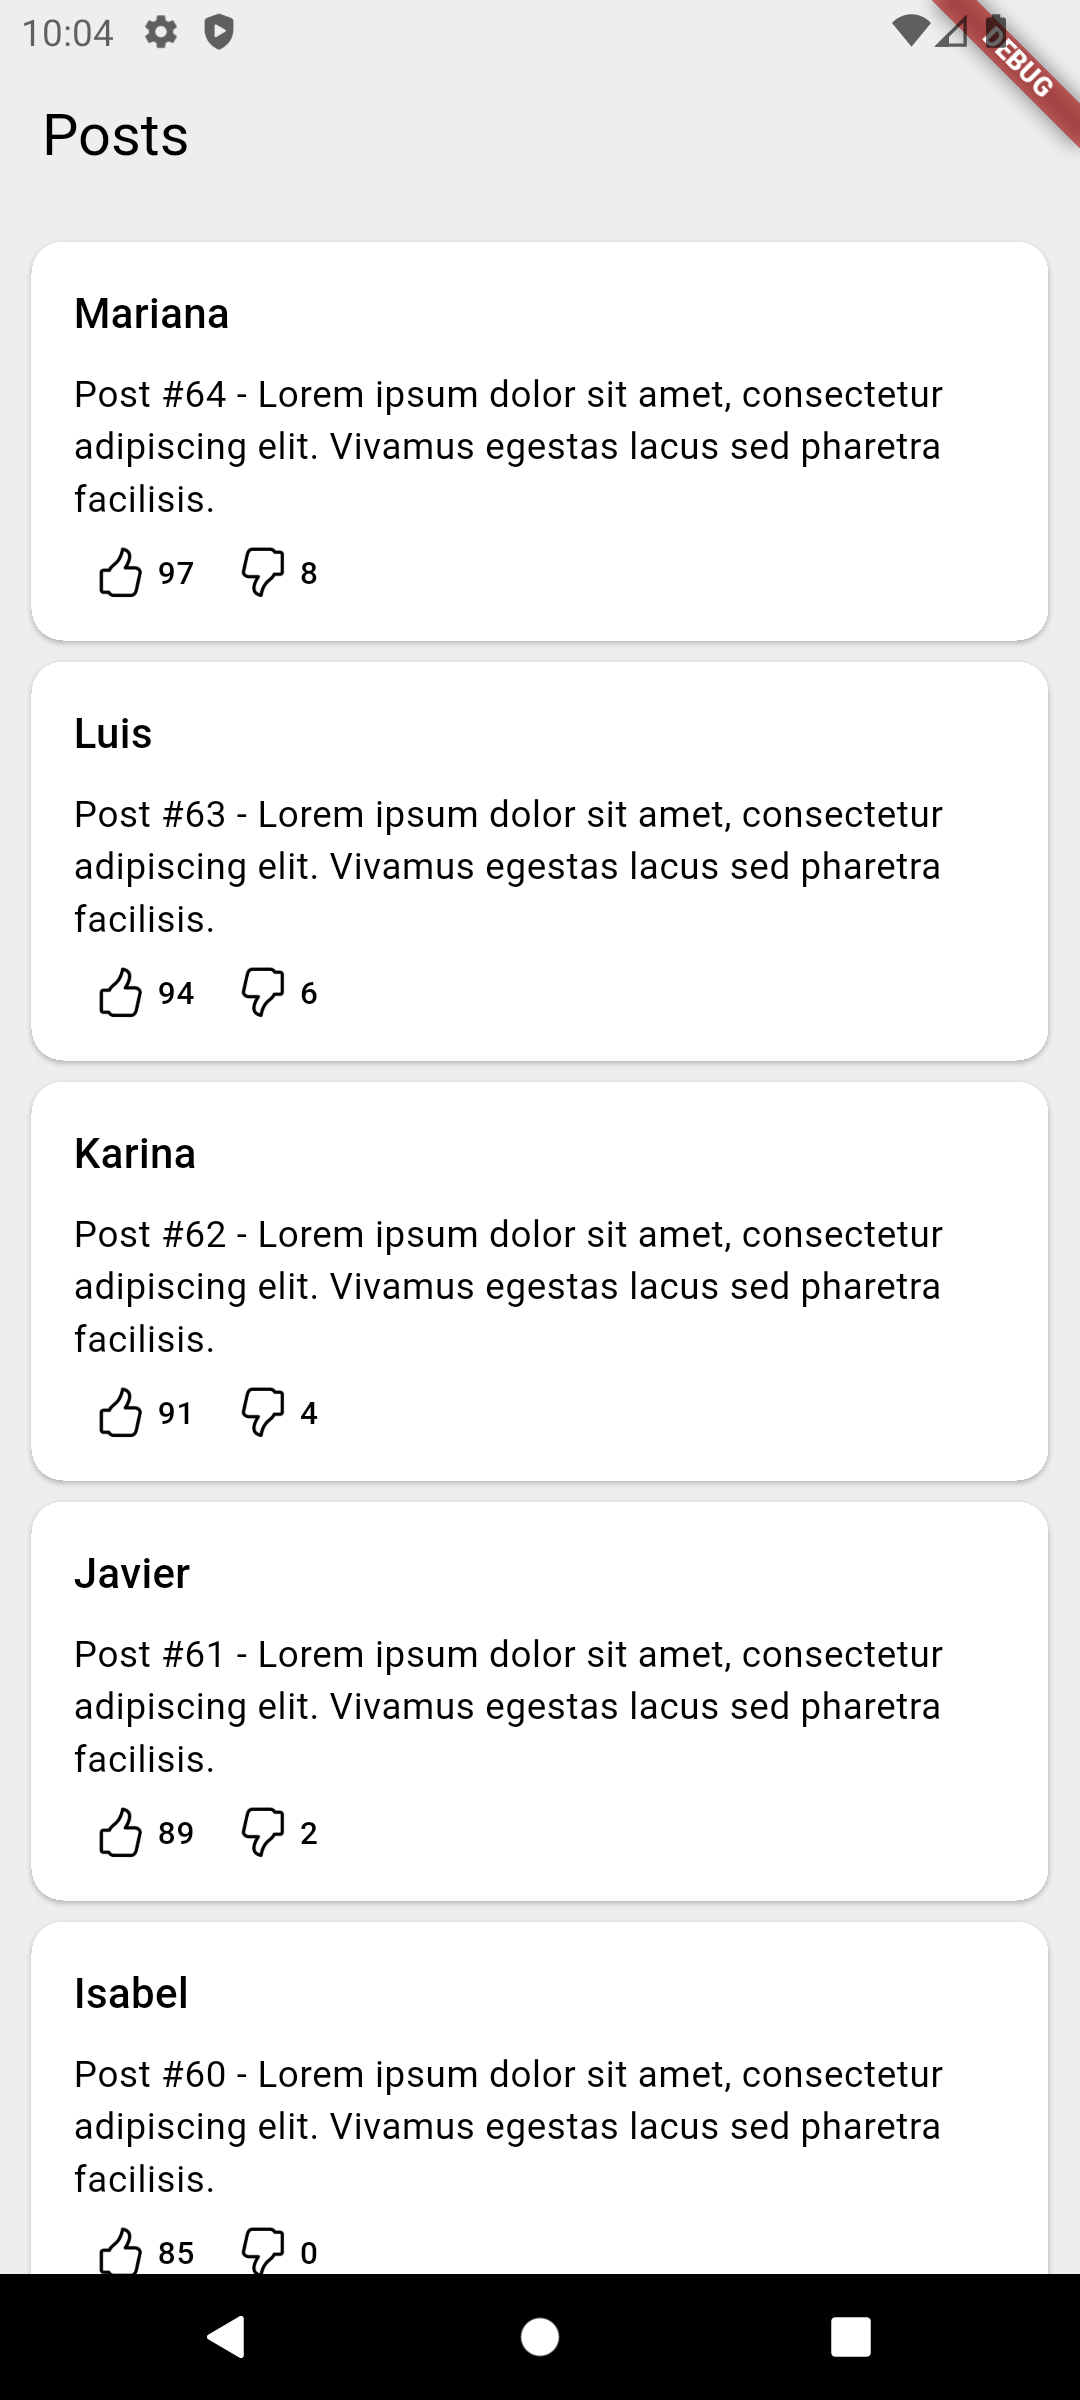 10:04
DEBUG
Posts
Mariana
Post #64 - Lorem ipsum dolor sit amet, consectetur
adipiscing elit. Vivamus egestas lacus sed pharetra
facilisis.
97 8
Luis
Post #63 - Lorem ipsum dolor sit amet, consectetur
adipiscing elit. Vivamus egestas lacus sed pharetra
facilisis.
94 6
Karina
Post #62 - Lorem ipsum dolor sit amet, consectetur
adipiscing elit. Vivamus egestas lacus sed pharetra
facilisis.
91 4
Javier
Post #61 - Lorem ipsum dolor sit amet, consectetur
adipiscing elit. Vivamus egestas lacus sed pharetra
facilisis.
89 2
Isabel
Post #60 - Lorem ipsum dolor sit amet, consectetur
adipiscing elit. Vivamus egestas lacus sed pharetra
facilisis.
85 0